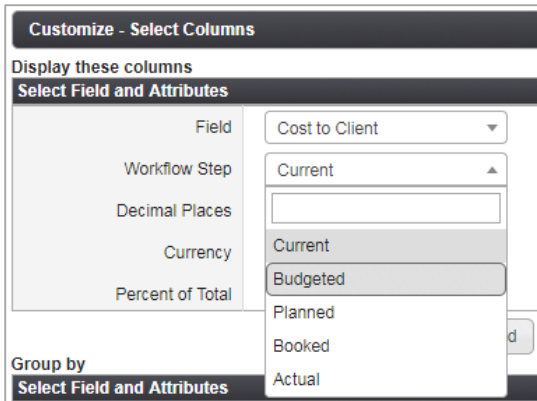 Customize - Select Columns
Display these columns
Select Field and Attributes
Field Cost to Client
Workflow Step Current
Decimal Places
Currency Current
Budgeted
Percent of Total Planned
Booked d
Group by
Select Field and Attributes Actual